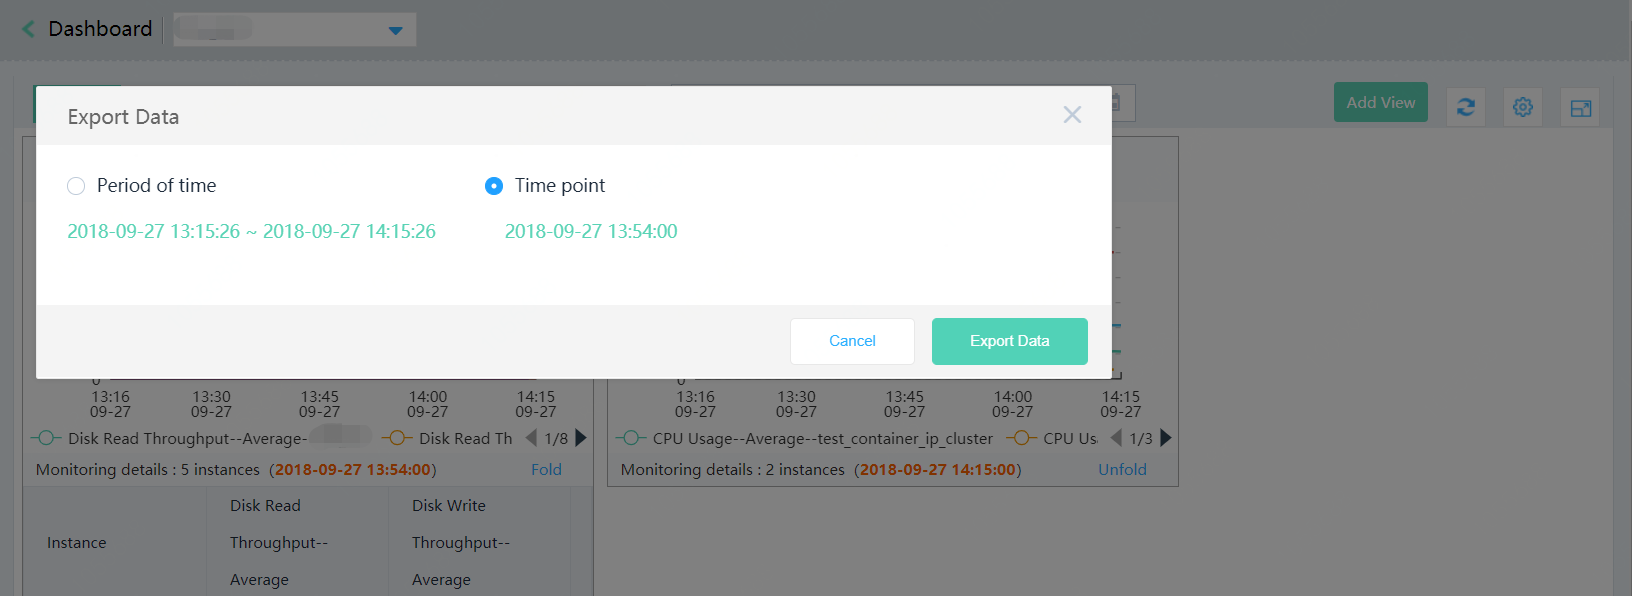 Dashboard
Add View
Export Data
Period of time
Time point
2018-09-27 13:15:26 ~ 2018-09-27 14:15:26
2018-09-27 13:54:00
Cancel
Export Data
0
13:16 13:30 13:45 14:00 14:15
09-27 09-27 09-27 09-27 09-27
Disk Read Throughput--Average- Disk Read Th 1/8
Monitoring details : 5 instances (2018-09-27 13:54:00) Fold
Instance
Disk Read
Throughput--
Average
Disk Write
Throughput--
Average
0
13:16 13:30 13:45 14:00 14:15
09-27 09-27 09-27 09-27 09-27
CPU Usage--Average--test_container_ip_cluster CPU Us 1/3
Monitoring details : 2 instances (2018-09-27 14:15:00) Unfold